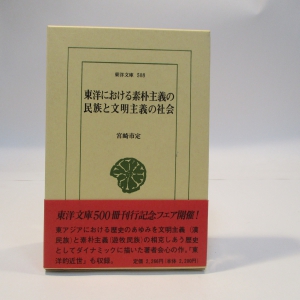 東洋文庫 508
東洋における素朴主義の
民族と文明主義の社会
宮崎市定
東洋文庫500冊刊行記念フェア開催!
東アジアにおける歴史のあゆみを文明主義(漢
民族)と素朴主義(遊牧民族)の相克しあう歴史
としてダイナミックに描いた著者会心の作。「東
洋的近世」も収録。